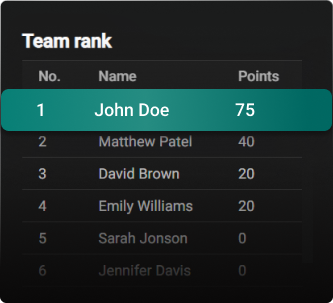 Team rank
No. Name Points
1 John Doe 75
2 Matthew Patel 40
3 David Brown 20
4 Emily Williams 20
5 Sarah Jonson 0
6 Jennifer Davis 0